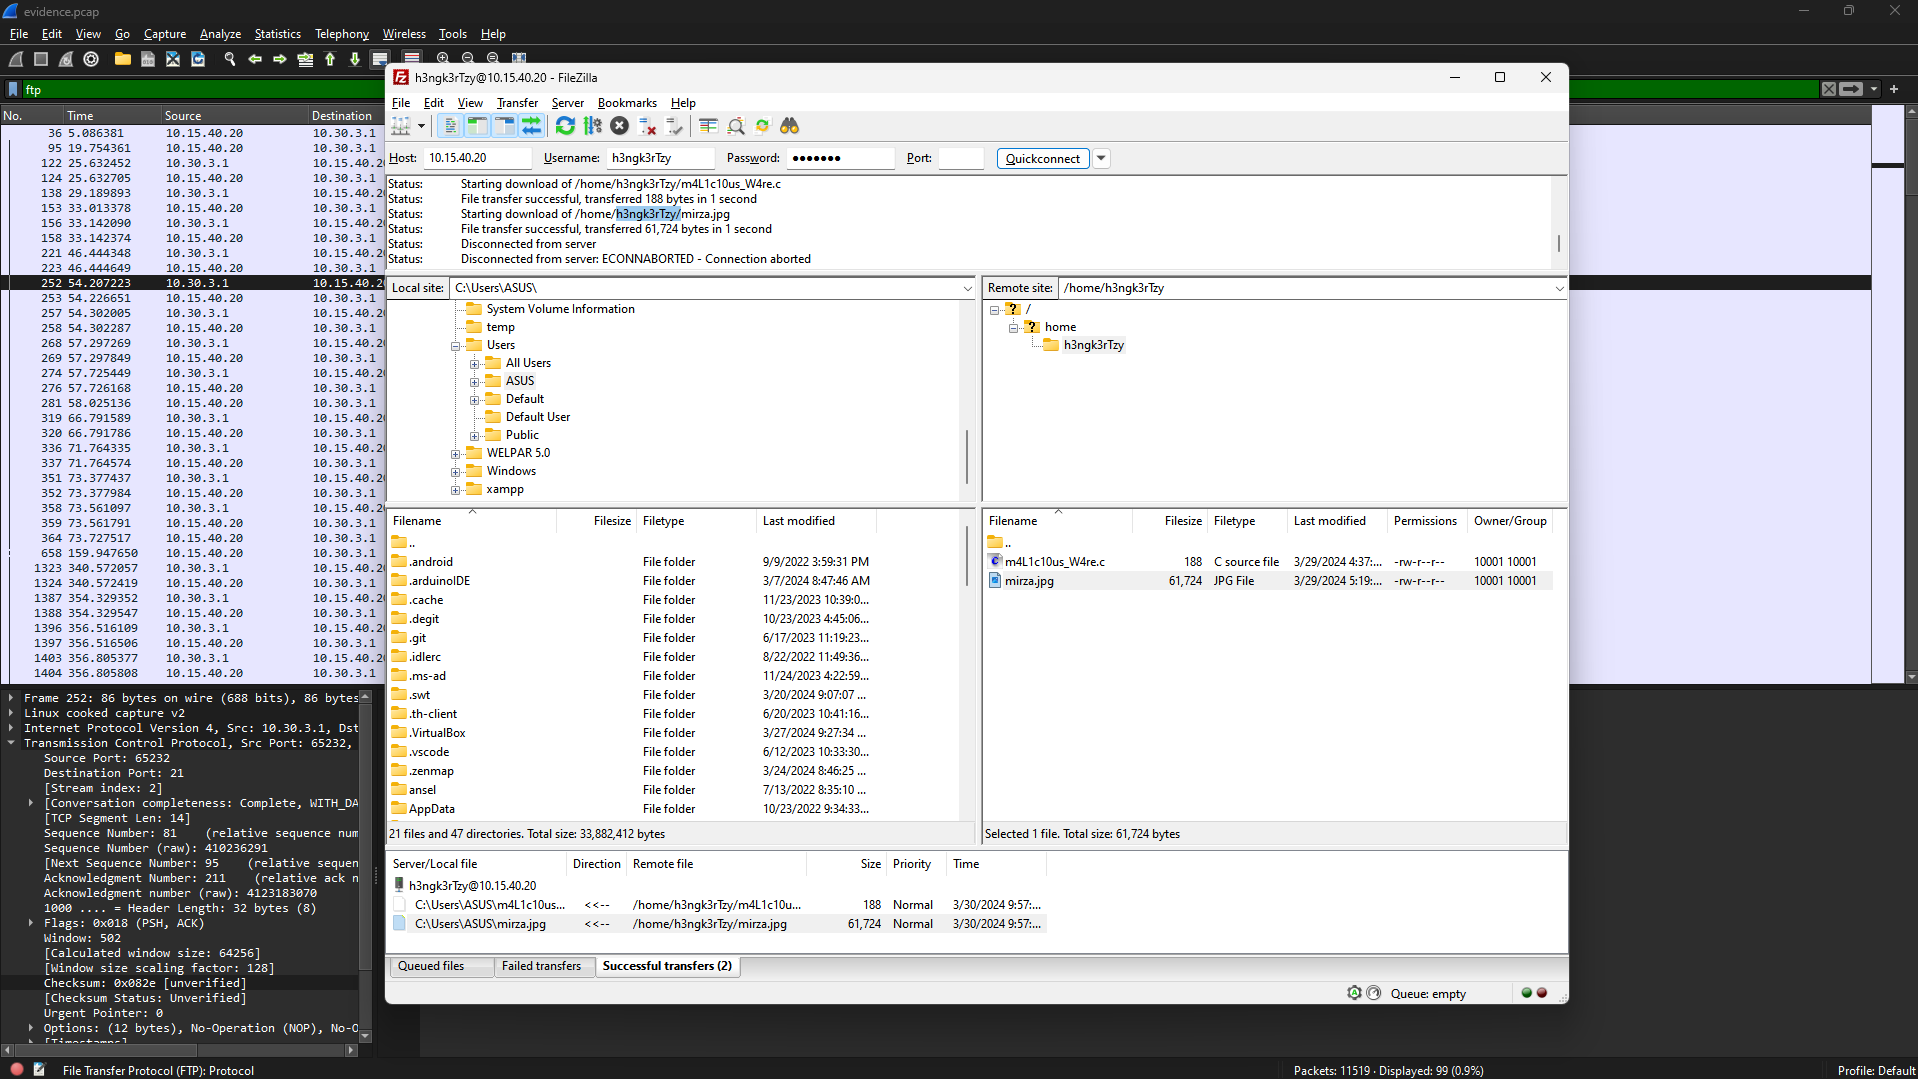 evidence.pcap
File Edit View Go Capture Analyze Statistics Telephony Wireless Tools Help
ftp
No. Time Source Destination
36 5.086381 10.15.40.20 10.30.3.1
95 19.754361 10.15.40.20 10.30.3.1
122 25.632452 10.30.3.1 10.15.40.2
124 25.632705 10.15.40.20 10.30.3.1
138 29.189893 10.30.3.1 10.15.40.2
153 33.013378 10.15.40.20 10.30.3.1
156 33.142090 10.30.3.1 10.15.40.2
158 33.142374 10.15.40.20 10.30.3.1
221 46.444348 10.30.3.1 10.15.40.2
223 46.444649 10.15.40.20 10.30.3.1
252 54.207223 10.30.3.1 10.15.40.20
253 54.226651 10.15.40.20 10.30.3.1
257 54.302005 10.30.3.1 10.15.40.2
258 54.302287 10.15.40.20 10.30.3.1
268 57.297269 10.30.3.1 10.15.40.2
269 57.297849 10.15.40.20 10.30.3.1
274 57.725449 10.30.3.1 10.15.40.2
276 57.726168 10.15.40.20 10.30.3.1
281 58.025136 10.15.40.20 10.30.3.1
319 66.791589 10.30.3.1 10.15.40.2
320 66.791786 10.15.40.20 10.30.3.1
336 71.764335 10.30.3.1 10.15.40.2
337 71.764574 10.15.40.20 10.30.3.1
351 73.377437 10.30.3.1 10.15.40.2
352 73.377984 10.15.40.20 10.30.3.1
358 73.561097 10.30.3.1 10.15.40.2
359 73.561791 10.15.40.20 10.30.3.1
364 73.727517 10.15.40.20 10.30.3.1
658 159.947650 10.15.40.20 10.30.3.1
1323 340.572057 10.30.3.1 10.15.40.2
1324 340.572419 10.15.40.20 10.30.3.1
1387 354.329352 10.30.3.1 10.15.40.2
1388 354.329547 10.15.40.20 10.30.3.1
1396 356.516109 10.30.3.1 10.15.40.2
1397 356.516506 10.15.40.20 10.30.3.1
1403 356.805377 10.30.3.1 10.15.40.2
1404 356.805808 10.15.40.20 10.30.3.1
Frame 252: 86 bytes on wire (688 bits), 86 bytes
Linux cooked capture v2
Internet Protocol Version 4, Src: 10.30.3.1, Dst
Transmission Control Protocol, Src Port: 65232,
Source Port: 65232
Destination Port: 21
[Stream index: 2]
[Conversation completeness: Complete, WITH_DA
[TCP Segment Len: 14]
Sequence Number: 81 (relative sequence num
Sequence Number (raw): 410236291
[Next Sequence Number: 95 (relative sequen
Acknowledgment Number: 211 (relative ack n
Acknowledgment number (raw): 4123183070
1000 .... = Header Length: 32 bytes (8)
Flags: 0x018 (PSH, ACK)
Window: 502
[Calculated window size: 64256]
[Window size scaling factor: 128]
Checksum: 0x082e [unverified]
[Checksum Status: Unverified]
Urgent Pointer: 0
Options: (12 bytes), No-Operation (NOP), No-O
[Timestamps]
File Transfer Protocol (FTP): Protocol
Packets: 11519 · Displayed: 99 (0.9%)
Profile: Default
h3ngk3rTzy@10.15.40.20 - FileZilla
File Edit View Transfer Server Bookmarks Help
Host: 10.15.40.20 Username: h3ngk3rTzy Password: ●●●●●●● Port: Quickconnect
Status: Starting download of /home/h3ngk3rTzy/m4L1c10us_W4re.c
Status: File transfer successful, transferred 188 bytes in 1 second
Status: Starting download of /home/h3ngk3rTzy/mirza.jpg
Status: File transfer successful, transferred 61,724 bytes in 1 second
Status: Disconnected from server
Status: Disconnected from server: ECONNABORTED - Connection aborted
Local site: C:\Users\ASUS\
System Volume Information
temp
Users
All Users
ASUS
Default
Default User
Public
WELPAR 5.0
Windows
xampp
Remote site: /home/h3ngk3rTzy
/
home
h3ngk3rTzy
Filename Filesize Filetype Last modified
..
.android File folder 9/9/2022 3:59:31 PM
.arduinoIDE File folder 3/7/2024 8:47:46 AM
.cache File folder 11/23/2023 10:39:0...
.degit File folder 10/23/2023 4:45:06...
.git File folder 6/17/2023 11:19:23...
.idlerc File folder 8/22/2022 11:49:36...
.ms-ad File folder 11/24/2023 4:22:59...
.swt File folder 3/20/2024 9:07:07 ...
.th-client File folder 6/20/2023 10:41:16...
.VirtualBox File folder 3/27/2024 9:27:34 ...
.vscode File folder 6/12/2023 10:33:30...
.zenmap File folder 3/24/2024 8:46:25 ...
ansel File folder 7/13/2022 8:35:10 ...
AppData File folder 10/23/2022 9:34:33...
21 files and 47 directories. Total size: 33,882,412 bytes
Filename Filesize Filetype Last modified Permissions Owner/Group
..
m4L1c10us_W4re.c 188 C source file 3/29/2024 4:37:... -rw-r--r-- 10001 10001
mirza.jpg 61,724 JPG File 3/29/2024 5:19:... -rw-r--r-- 10001 10001
Selected 1 file. Total size: 61,724 bytes
Server/Local file Direction Remote file Size Priority Time
h3ngk3rTzy@10.15.40.20
C:\Users\ASUS\m4L1c10us... <<-- /home/h3ngk3rTzy/m4L1c10u... 188 Normal 3/30/2024 9:57:...
C:\Users\ASUS\mirza.jpg <<-- /home/h3ngk3rTzy/mirza.jpg 61,724 Normal 3/30/2024 9:57:...
Queued files Failed transfers Successful transfers (2)
Queue: empty